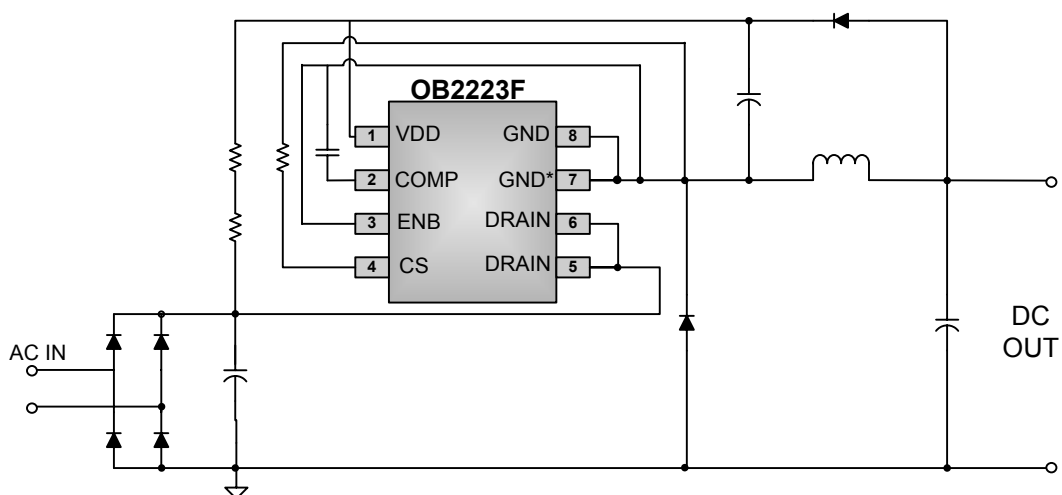 OB2223F
1 VDD GND 8
2 COMP GND* 7
3 ENB DRAIN 6
4 CS DRAIN 5
AC IN
DC
OUT